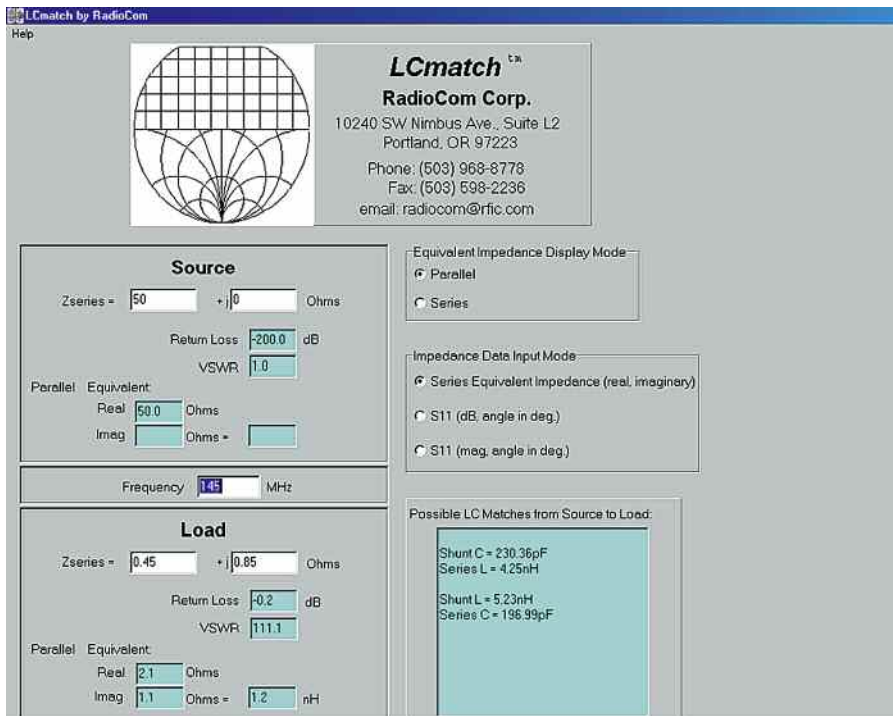 LCmatch by RadioCom
Help
LCmatch ™
RadioCom Corp.
10240 SW Nimbus Ave., Suite L2
Portland, OR 97223
Phone: (503) 968-8778
Fax: (503) 598-2236
email: radiocom@rfic.com
Source
Zseries = 50 + j 0 Ohms
Return Loss -200.0 dB
VSWR 1.0
Parallel Equivalent:
Real 50.0 Ohms
Imag Ohms =
Equivalent Impedance Display Mode
Parallel
Series
Impedance Data Input Mode
Series Equivalent Impedance (real, imaginary)
S11 (dB, angle in deg.)
S11 (mag, angle in deg.)
Frequency 145 MHz
Load
Zseries = 0.45 + j 0.85 Ohms
Return Loss -0.2 dB
VSWR 111.1
Parallel Equivalent:
Real 2.1 Ohms
Imag 1.1 Ohms = 1.2 nH
Possible LC Matches from Source to Load:
Shunt C = 230.36pF
Series L = 4.25nH
Shunt L = 5.23nH
Series C = 196.99pF